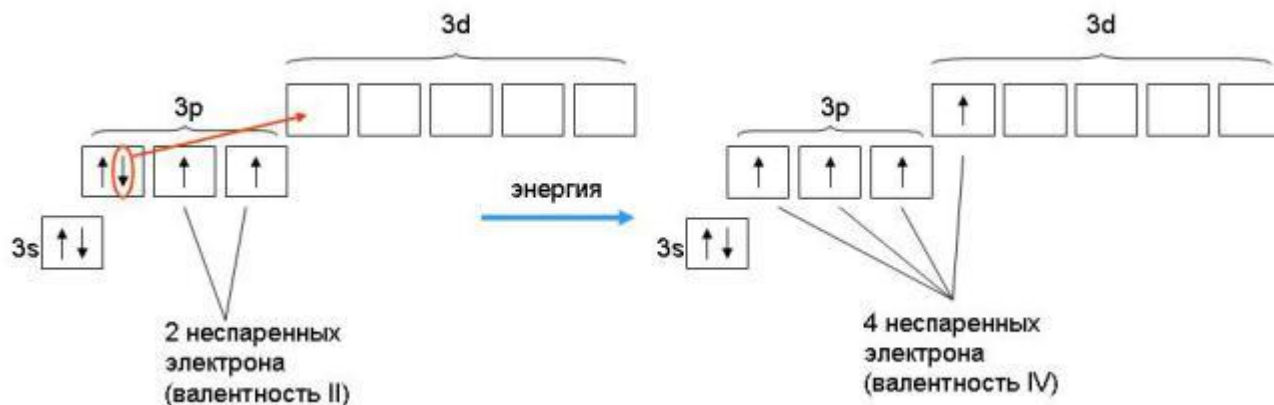 3d
3p
3s
2 неспаренных
электрона
(валентность II)
энергия
3d
3p
3s
4 неспаренных
электрона
(валентность IV)